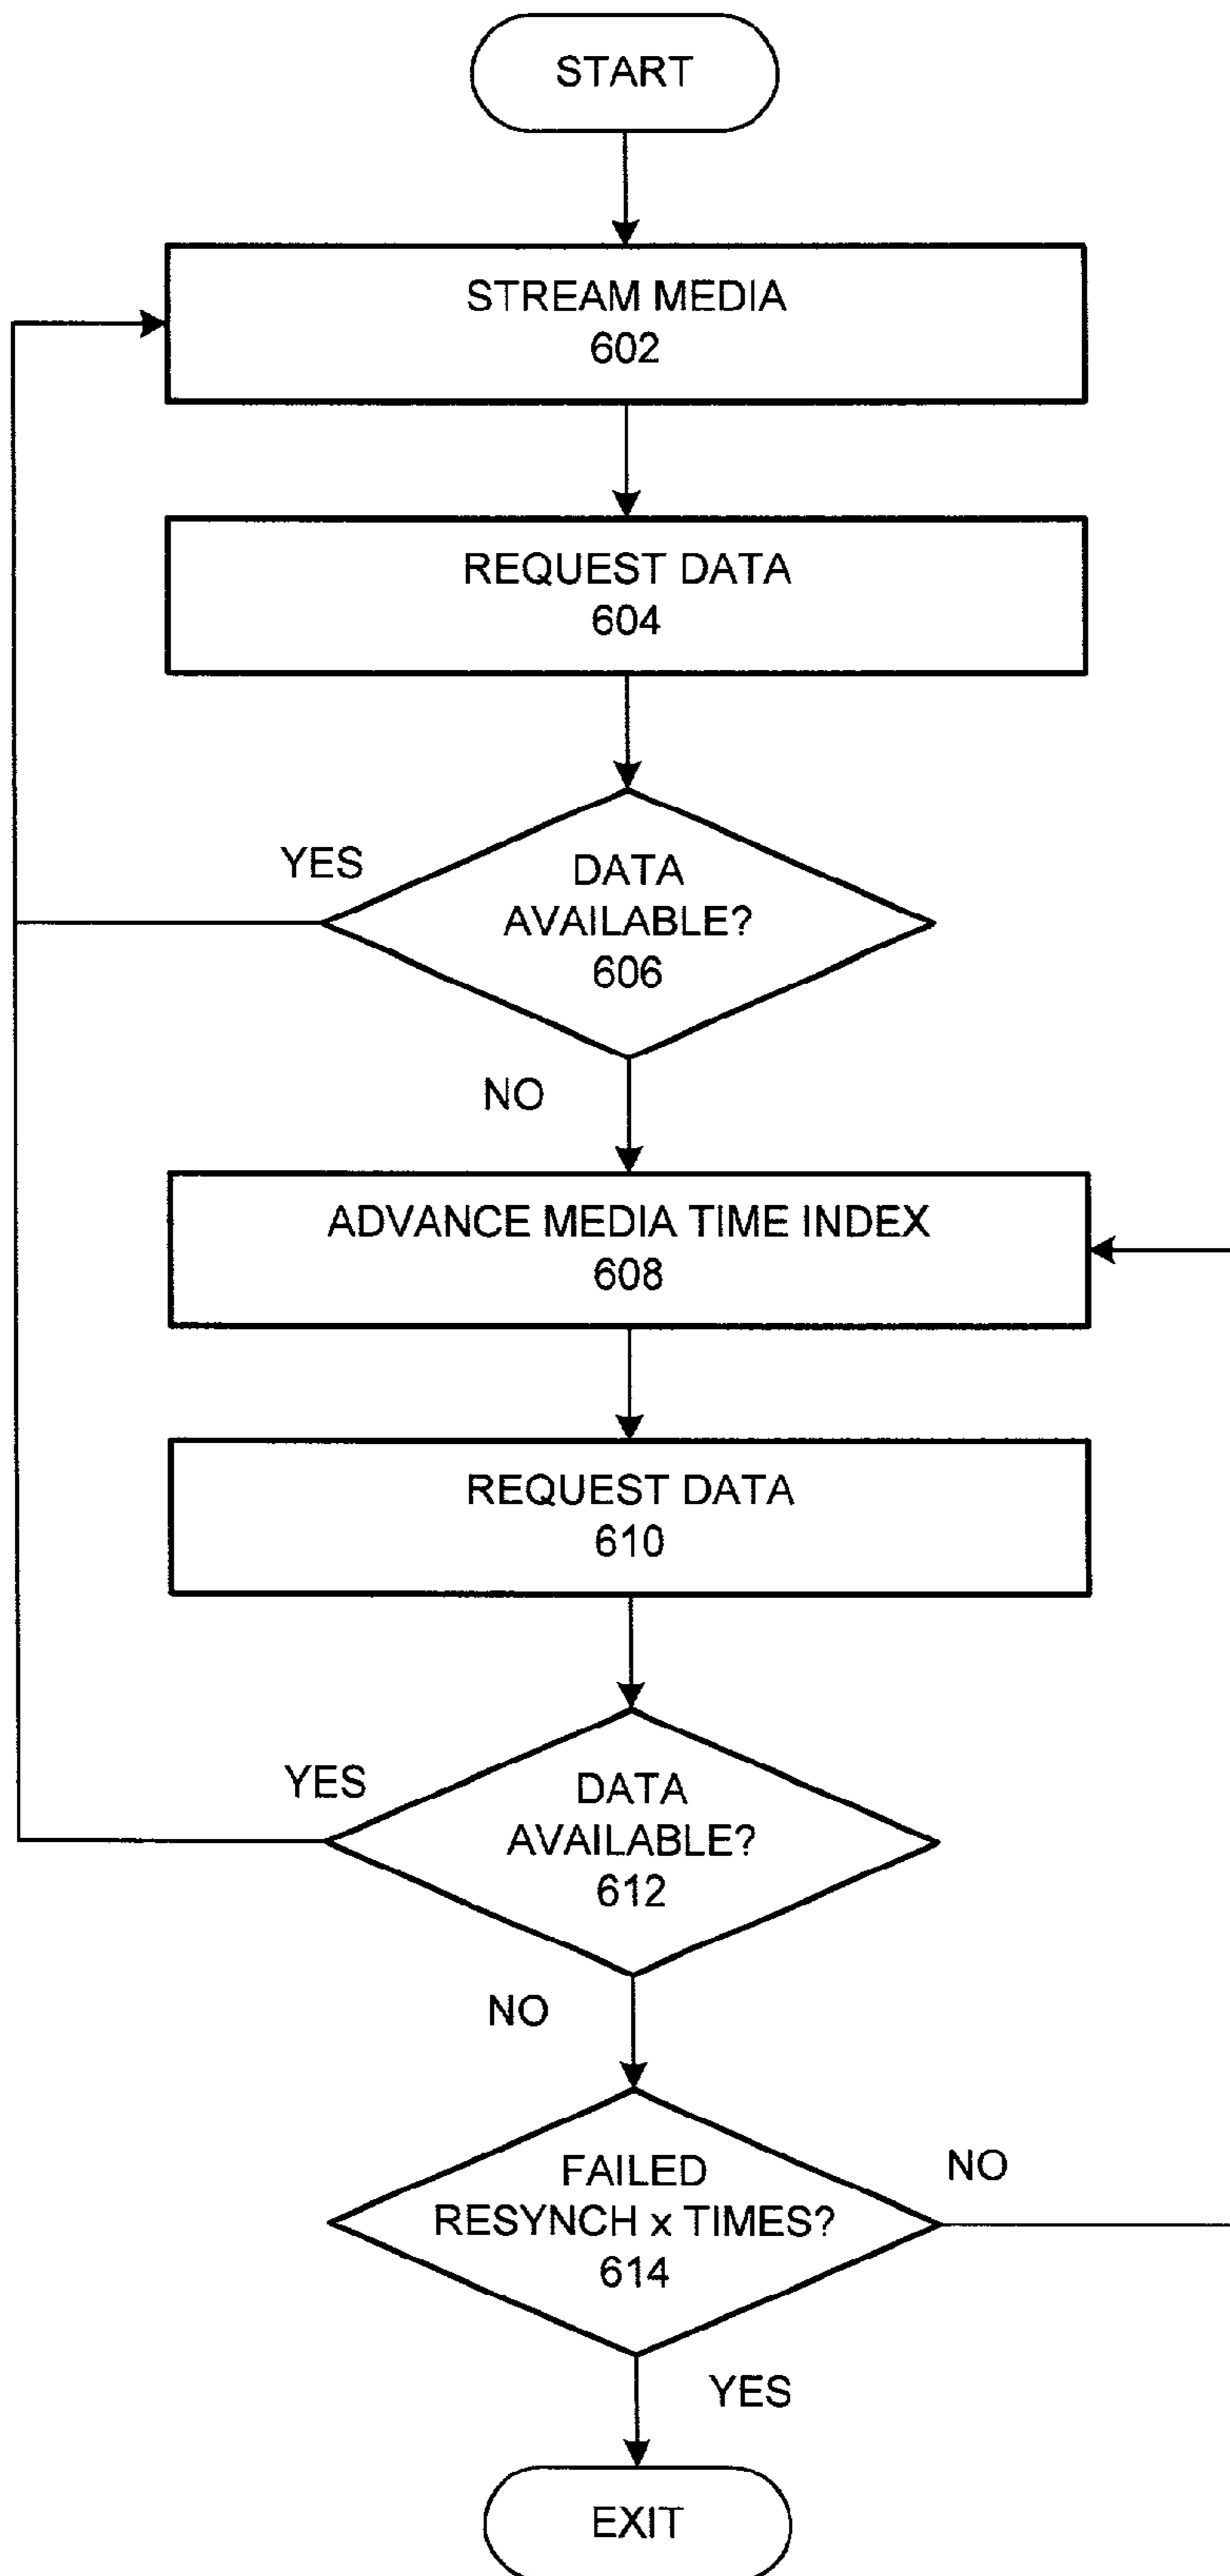 START
STREAM MEDIA
602
REQUEST DATA
604
YES
DATA
AVAILABLE?
606
NO
ADVANCE MEDIA TIME INDEX
608
REQUEST DATA
610
YES
DATA
AVAILABLE?
612
NO
FAILED
RESYNCH x TIMES?
614
NO
YES
EXIT